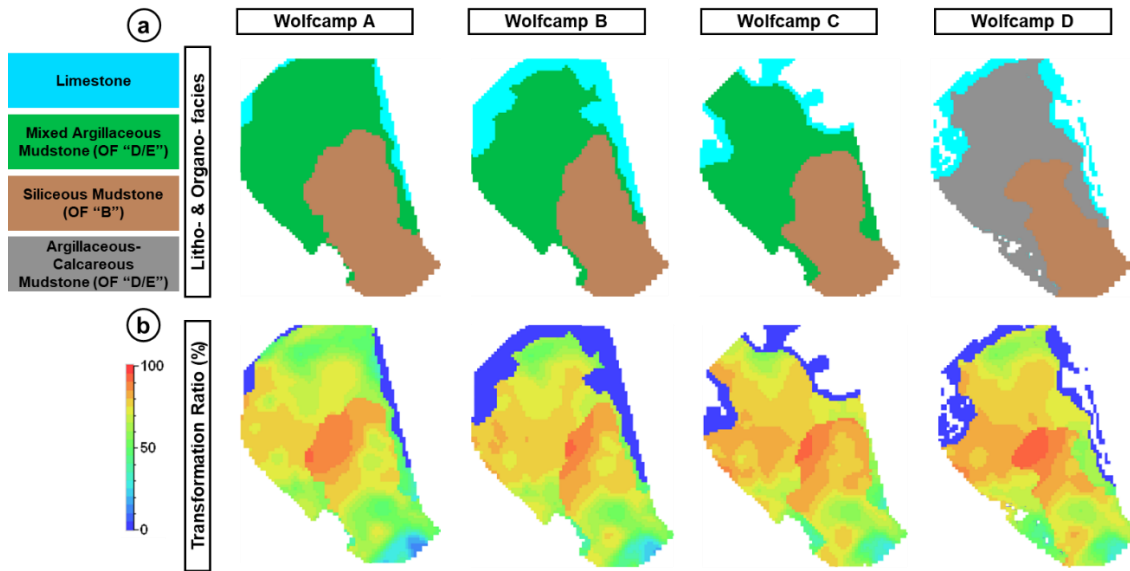 a
Wolfcamp A
Wolfcamp B
Wolfcamp C
Wolfcamp D
Limestone
Mixed Argillaceous
Mudstone (OF “D/E”)
Siliceous Mudstone
(OF “B”)
Argillaceous-
Calcareous
Mudstone (OF “D/E”)
Litho- & Organo- facies
b
100
50
0
Transformation Ratio (%)